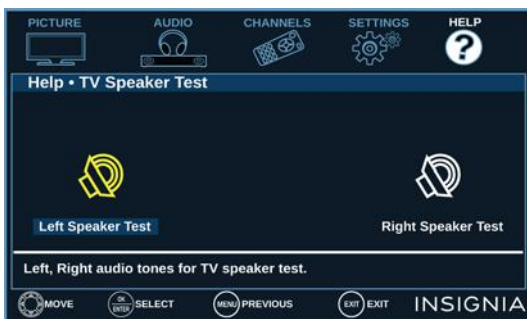 PICTURE AUDIO CHANNELS SETTINGS HELP
?
Help • TV Speaker Test
Left Speaker Test Right Speaker Test
Left, Right audio tones for TV speaker test.
MOVE OK ENTER SELECT MENU PREVIOUS EXIT EXIT INSIGNIA